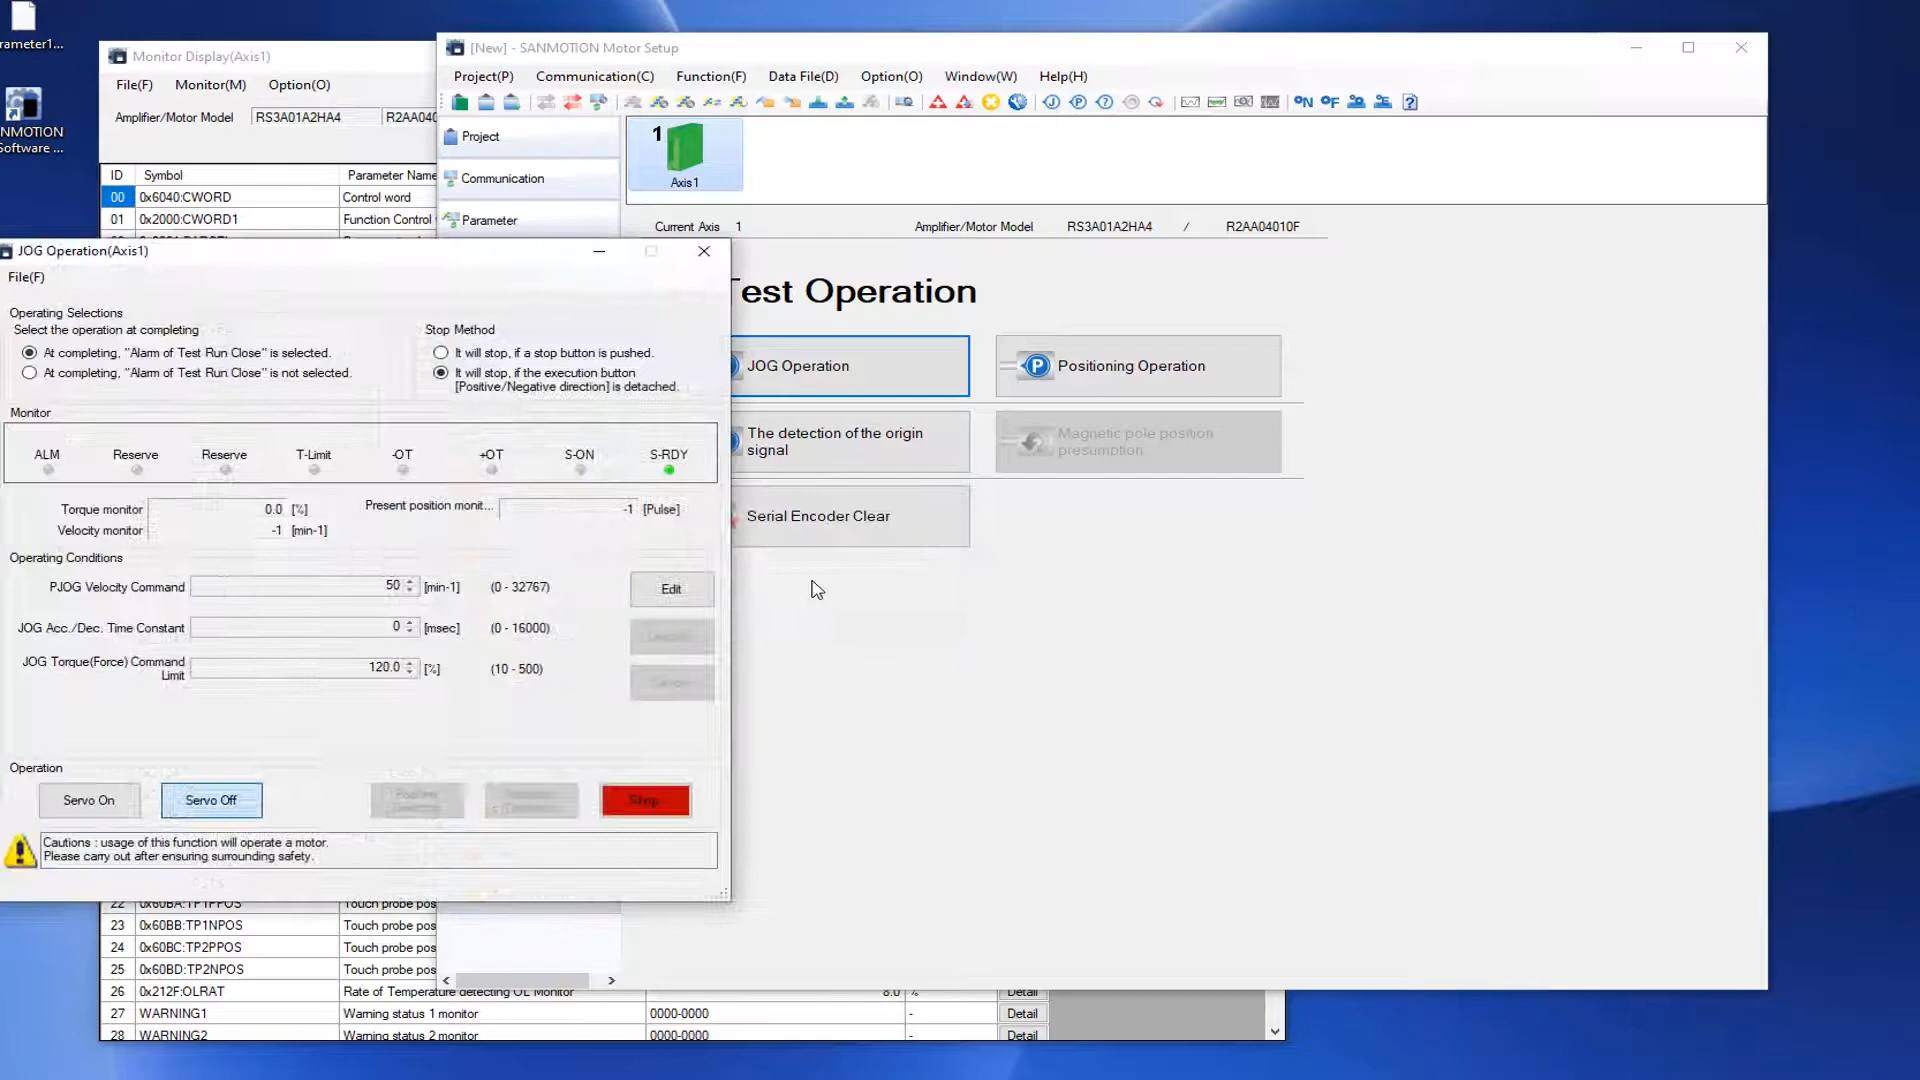 rameter1...
NMOTION
Software ...
Monitor Display(Axis1)
File(F) Monitor(M) Option(O)
Amplifier/Motor Model RS3A01A2HA4 R2AA040
ID Symbol Parameter Name
00 0x6040:CWORD Control word
01 0x2000:CWORD1 Function Control
[New] - SANMOTION Motor Setup
Project(P) Communication(C) Function(F) Data File(D) Option(O) Window(W) Help(H)
Project
Communication
Parameter
1
Axis1
Current Axis 1 Amplifier/Motor Model RS3A01A2HA4 / R2AA04010F
Test Operation
JOG Operation
Positioning Operation
The detection of the origin
signal
Magnetic pole position
presumption
Serial Encoder Clear
JOG Operation(Axis1)
File(F)
Operating Selections
Select the operation at completing
At completing, "Alarm of Test Run Close" is selected.
At completing, "Alarm of Test Run Close" is not selected.
Stop Method
It will stop, if a stop button is pushed.
It will stop, if the execution button
[Positive/Negative direction] is detached.
Monitor
ALM Reserve Reserve T-Limit -OT +OT S-ON S-RDY
Torque monitor 0.0 [%] Present position monit... -1 [Pulse]
Velocity monitor -1 [min-1]
Operating Conditions
PJOG Velocity Command 50 [min-1] (0 - 32767) Edit
JOG Acc./Dec. Time Constant 0 [msec] (0 - 16000)
JOG Torque(Force) Command
Limit 120.0 [%] (10 - 500)
Operation
Servo On Servo Off Stop
Cautions : usage of this function will operate a motor.
Please carry out after ensuring surrounding safety.
22 0x60BA:TP1PPOS Touch probe pos
23 0x60BB:TP1NPOS Touch probe pos
24 0x60BC:TP2PPOS Touch probe pos
25 0x60BD:TP2NPOS Touch probe pos
26 0x212F:OLRAT Rate of Temperature detecting OL Monitor 8.0 % Detail
27 WARNING1 Warning status 1 monitor 0000-0000 - Detail
28 WARNING2 Warning status 2 monitor 0000-0000 - Detail